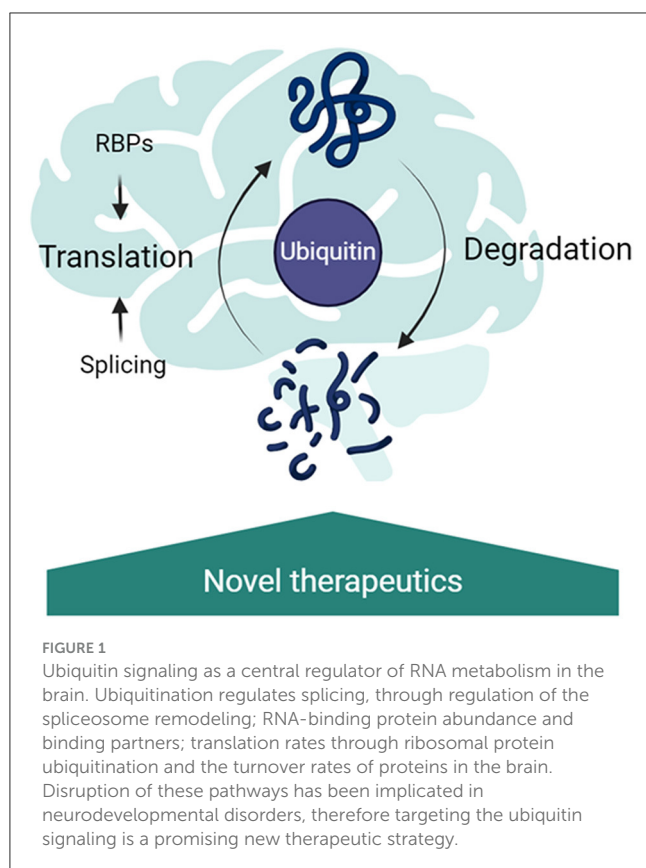 RBPs
Translation
Splicing
Ubiquitin
Degradation
Novel therapeutics
FIGURE 1
Ubiquitin signaling as a central regulator of RNA metabolism in the
brain. Ubiquitination regulates splicing, through regulation of the
spliceosome remodeling; RNA-binding protein abundance and
binding partners; translation rates through ribosomal protein
ubiquitination and the turnover rates of proteins in the brain.
Disruption of these pathways has been implicated in
neurodevelopmental disorders, therefore targeting the ubiquitin
signaling is a promising new therapeutic strategy.